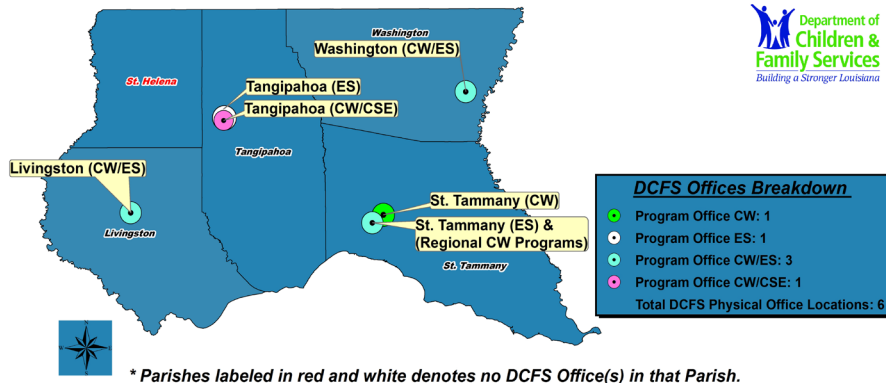 Washington
Washington (CW/ES)
Department of
Children &
Family Services
Building a Stronger Louisiana
St. Helena
Tangipahoa (ES)
Tangipahoa (CW/CSE)
Tangipahoa
Livingston (CW/ES)
Livingston
St. Tammany (CW)
St. Tammany (ES) &
(Regional CW Programs)
St. Tammany
DCFS Offices Breakdown
Program Office CW: 1
Program Office ES: 1
Program Office CW/ES: 3
Program Office CW/CSE: 1
Total DCFS Physical Office Locations: 6
N
W E
S
* Parishes labeled in red and white denotes no DCFS Office(s) in that Parish.